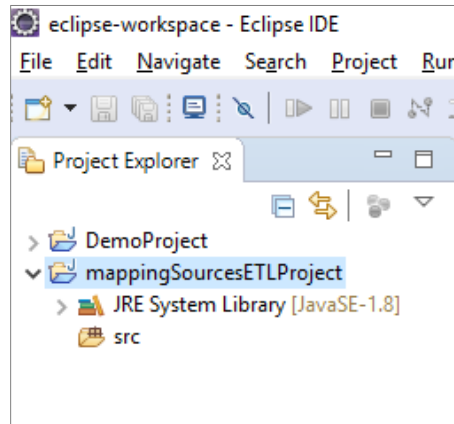 eclipse-workspace - Eclipse IDE
File Edit Navigate Search Project Run
Project Explorer
DemoProject
mappingSourcesETLProject
JRE System Library [JavaSE-1.8]
src